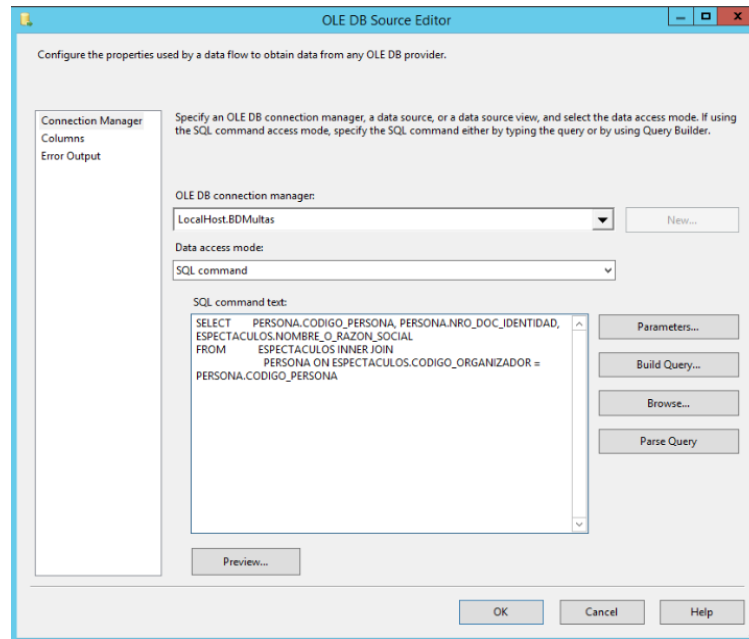 OLE DB Source Editor
Configure the properties used by a data flow to obtain data from any OLE DB provider.
Connection Manager
Columns
Error Output
Specify an OLE DB connection manager, a data source, or a data source view, and select the data access mode. If using
the SQL command access mode, specify the SQL command either by typing the query or by using Query Builder.
OLE DB connection manager:
LocalHost.BDMultas
New...
Data access mode:
SQL command
SQL command text:
SELECT PERSONA.CODIGO_PERSONA, PERSONA.NRO_DOC_IDENTIDAD,
ESPECTACULOS.NOMBRE_O_RAZON_SOCIAL
FROM ESPECTACULOS INNER JOIN
PERSONA ON ESPECTACULOS.CODIGO_ORGANIZADOR =
PERSONA.CODIGO_PERSONA
Parameters...
Build Query...
Browse...
Parse Query
Preview...
OK
Cancel
Help